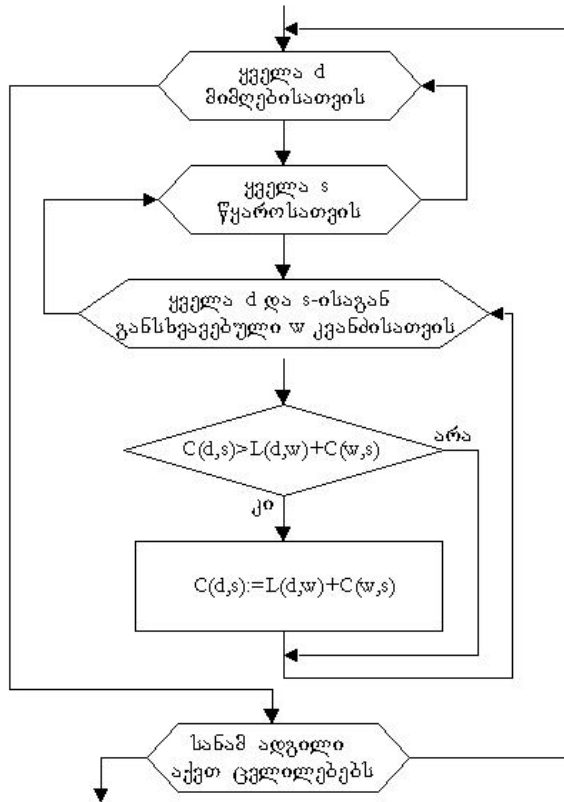 ყველა d
მიმღებისათვის
ყველა s
წყაროსათვის
ყველა d და s-ისაგან
განსხვავებული w კვანძისათვის
C(d,s)>L(d,w)+C(w,s)
არა
კი
C(d,s):=L(d,w)+C(w,s)
სანამ ადგილი
აქვთ ცვლილებებს